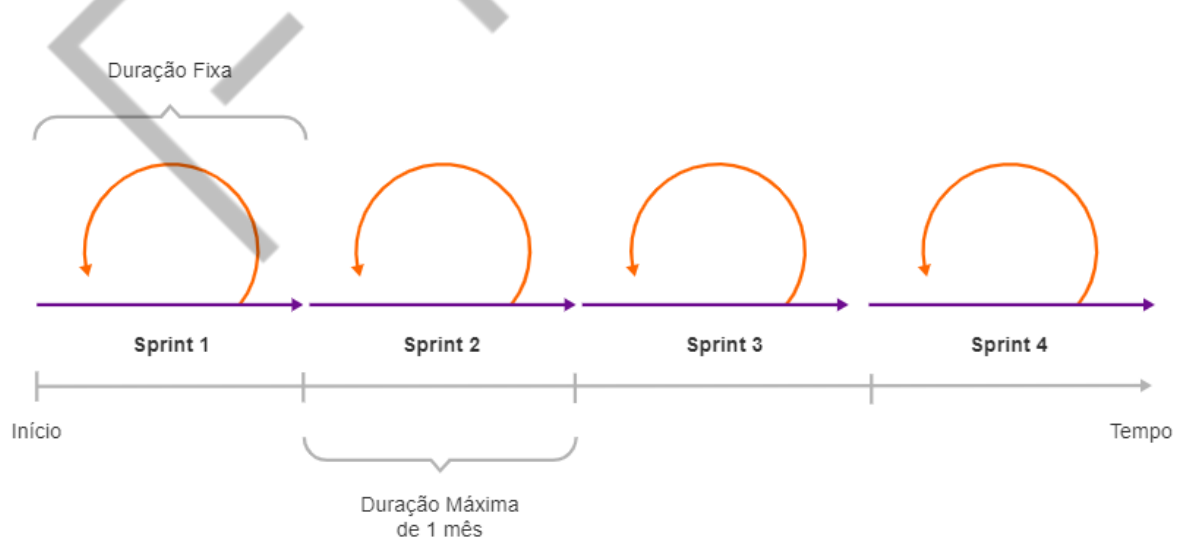 Duração Fixa
Sprint 1
Sprint 2
Sprint 3
Sprint 4
Início
Tempo
Duração Máxima
de 1 mês